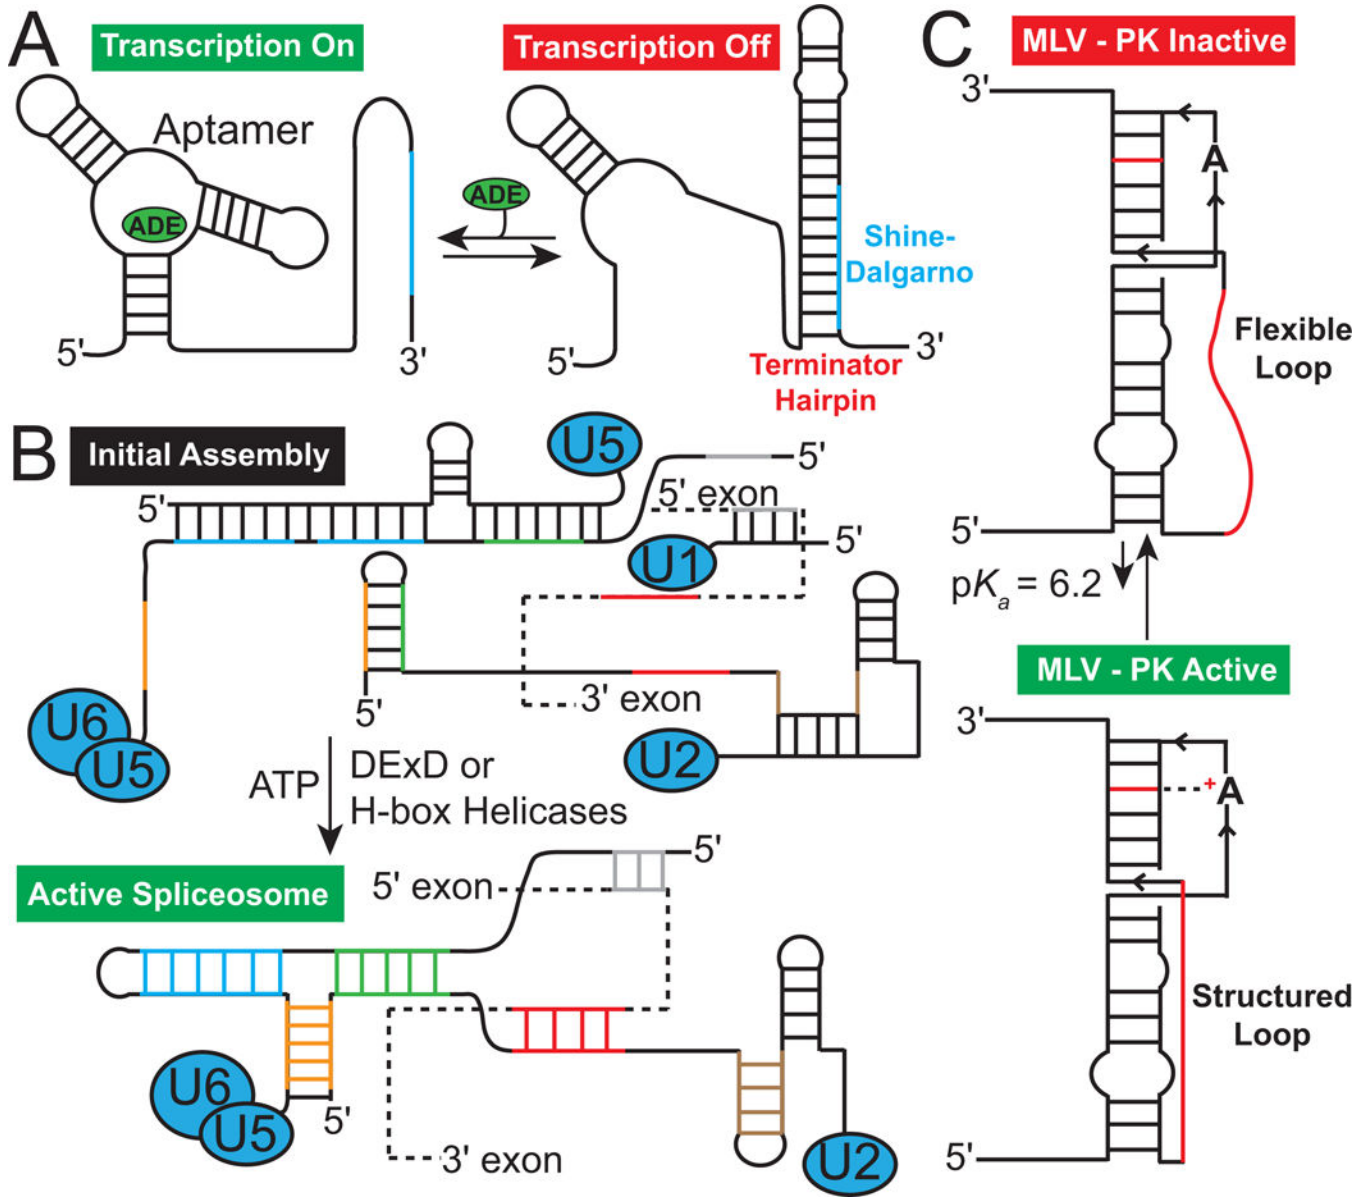 A
Transcription On
Transcription Off
Aptamer
ADE
ADE
Shine-
Dalgarno
5'
3'
5'
3'
Terminator
Hairpin
B
Initial Assembly
U5
5'
5'
5' exon
U1
5'
3' exon
5'
U6
U5
U2
ATP
DExD or
H-box Helicases
Active Spliceosome
5' exon
5'
U6
U5
5'
3' exon
U2
C
MLV - PK Inactive
3'
A
Flexible
Loop
5'
pKa = 6.2
MLV - PK Active
3'
+
A
Structured
Loop
5'